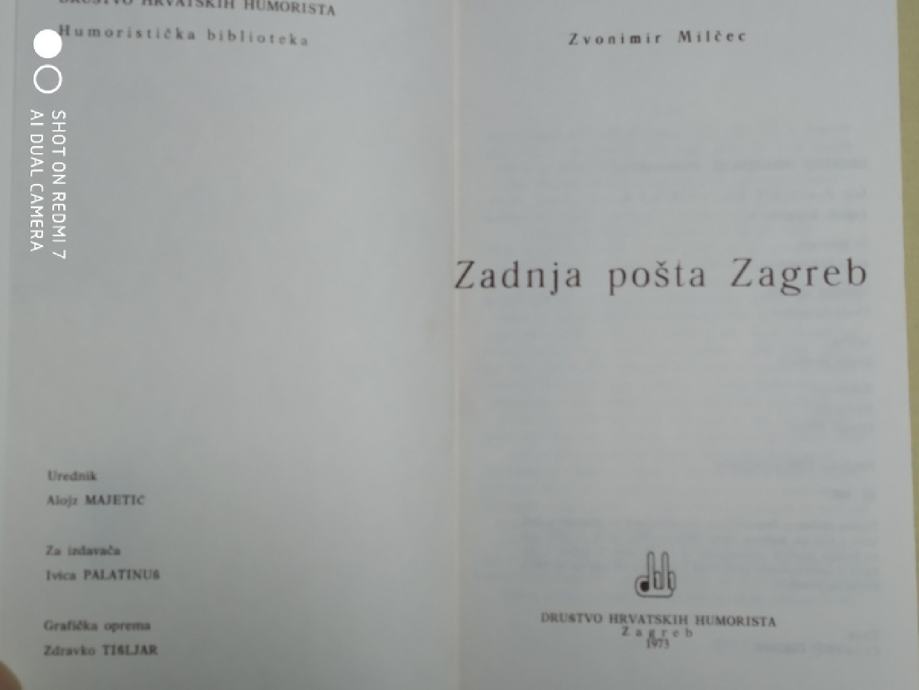 DRUŠTVO HRVATSKIH HUMORISTA
Humoristička biblioteka
Urednik
Alojz MAJETIĆ
Za izdavača
Ivica PALATINUŠ
Grafička oprema
Zdravko TIŠLJAR
Zvonimir Milčec
Zadnja pošta Zagreb
DRUŠTVO HRVATSKIH HUMORISTA
Zagreb
1973
SHOT ON REDMI 7
AI DUAL CAMERA